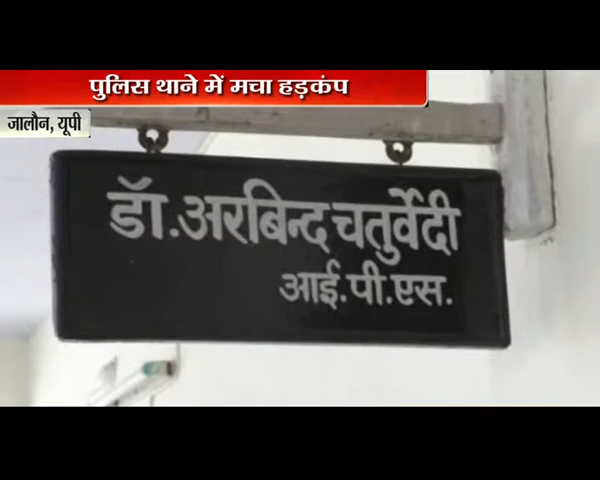 पुलिस थाने में मचा हड़कंप
जालौन, यूपी
डॉ.अरबिन्द चतुर्वेदी
आई.पी.एस.